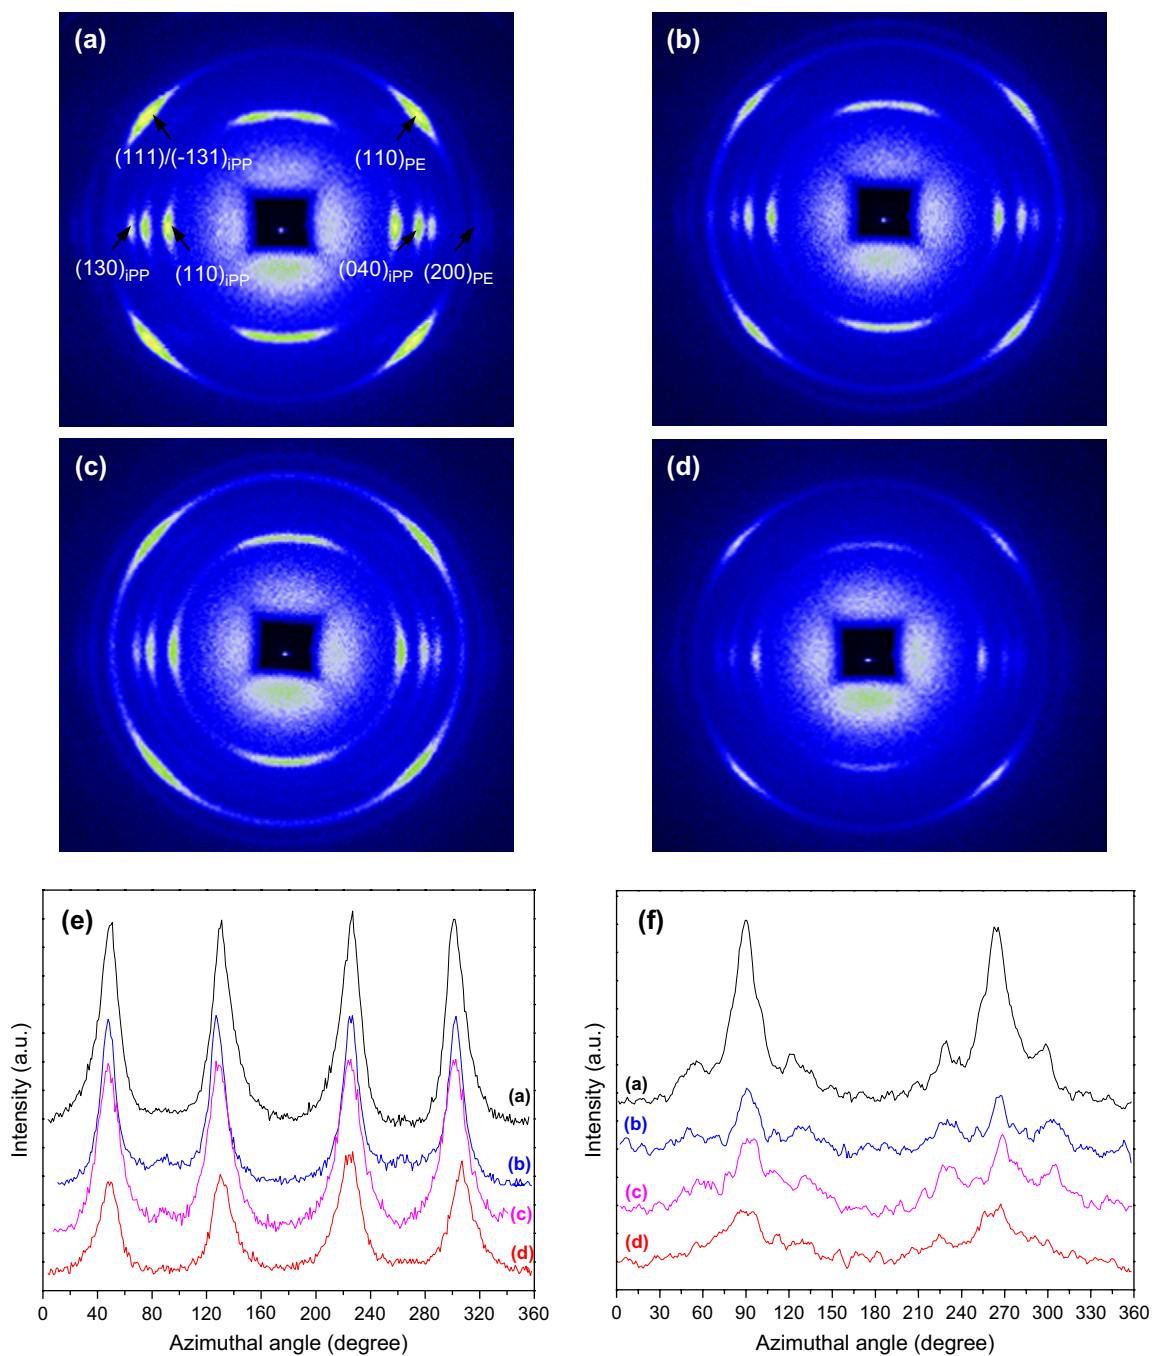 (a)
(b)
(111)/(-131)iPP
(110)PE
(130)iPP
(110)iPP
(040)iPP
(200)PE
(c)
(d)
(e)
(a)
(b)
(c)
(d)
Intensity (a.u.)
0 40 80 120 160 200 240 280 320 360
Azimuthal angle (degree)
(f)
(a)
(b)
(c)
(d)
Intensity (a.u.)
0 30 60 90 120 150 180 210 240 270 300 330 360
Azimuthal angle (degree)